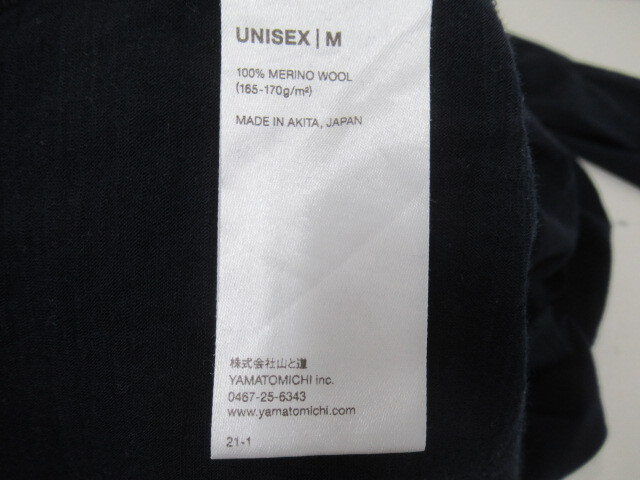 UNISEX | M
100% MERINO WOOL
(165-170g/m²)
MADE IN AKITA, JAPAN
株式会社山と道
YAMATOMICHI inc.
0467-25-6343
www.yamatomichi.com
21-1